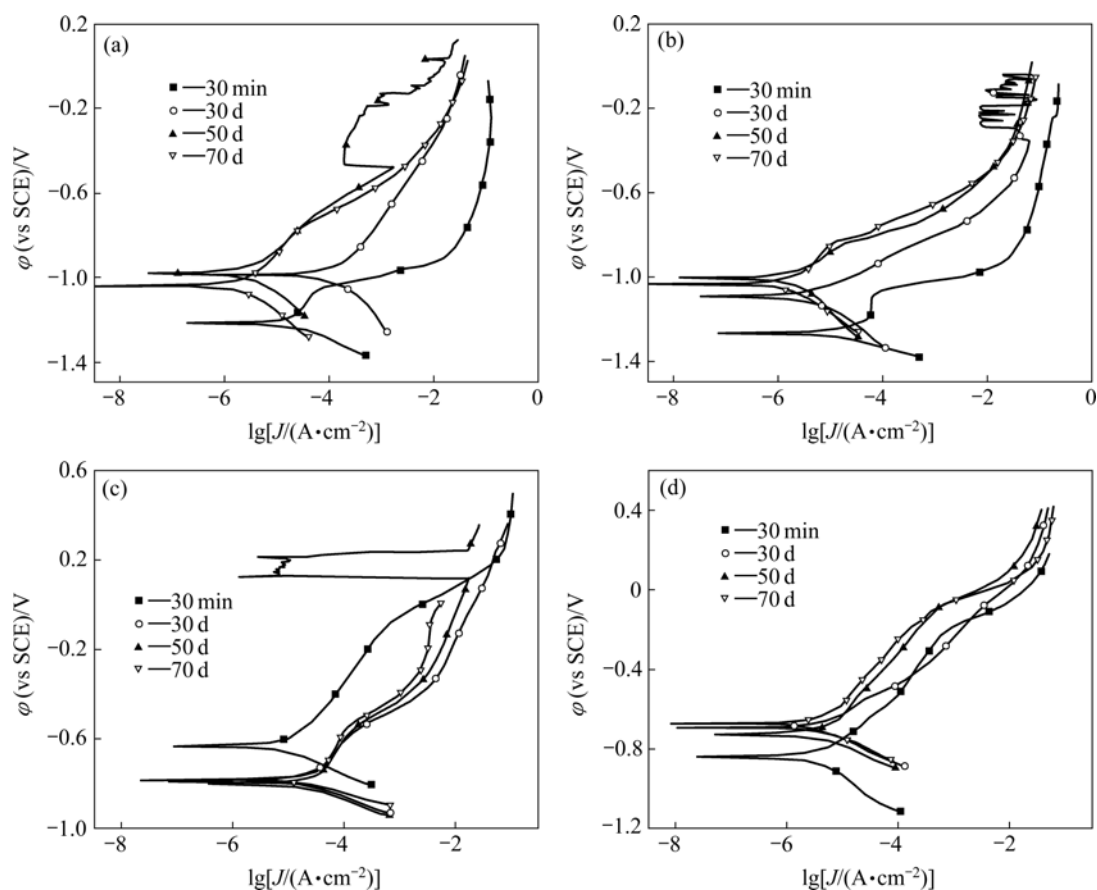 (a)
0.2
−0.2
−0.6
−1.0
−1.4
φ (vs SCE)/V
30 min
30 d
50 d
70 d
−8 −6 −4 −2 0
lg[J/(A•cm⁻²)]
(b)
0.2
−0.2
−0.6
−1.0
−1.4
φ (vs SCE)/V
30 min
30 d
50 d
70 d
−8 −6 −4 −2 0
lg[J/(A•cm⁻²)]
(c)
0.6
0.2
−0.2
−0.6
−1.0
φ (vs SCE)/V
30 min
30 d
50 d
70 d
−8 −6 −4 −2
lg[J/(A•cm⁻²)]
(d)
0.4
0
−0.4
−0.8
−1.2
φ (vs SCE)/V
30 min
30 d
50 d
70 d
−8 −6 −4 −2
lg[J/(A•cm⁻²)]